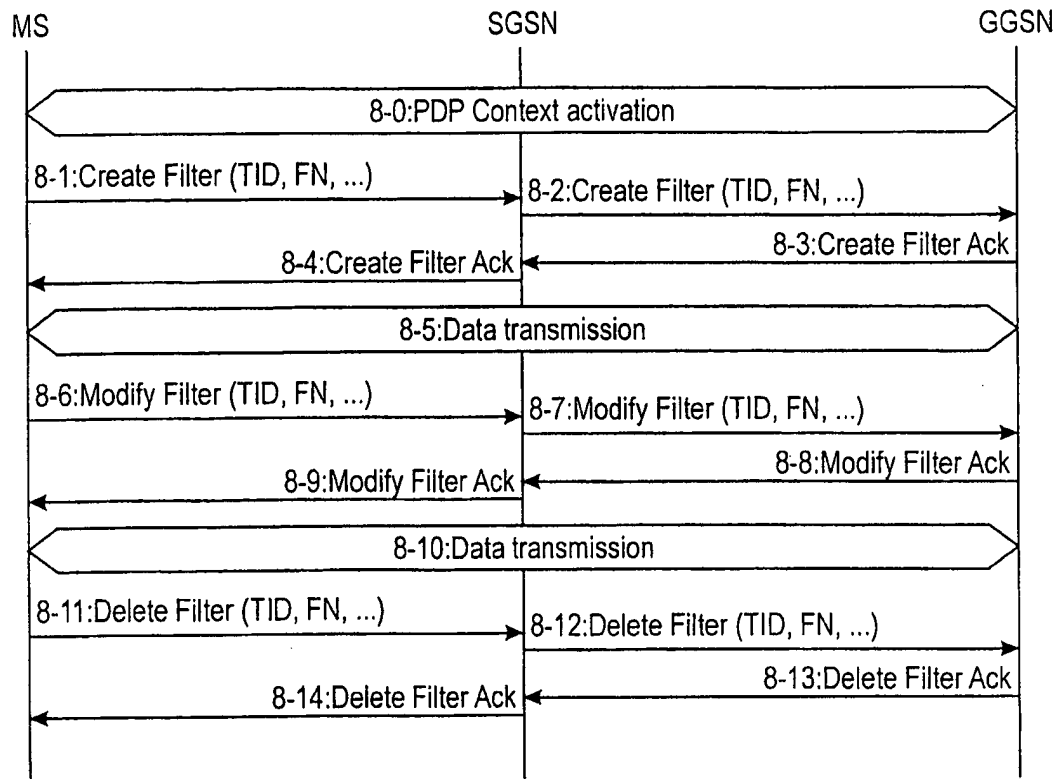 MS SGSN GGSN
8-0:PDP Context activation
8-1:Create Filter (TID, FN, ...)
8-2:Create Filter (TID, FN, ...)
8-3:Create Filter Ack
8-4:Create Filter Ack
8-5:Data transmission
8-6:Modify Filter (TID, FN, ...)
8-7:Modify Filter (TID, FN, ...)
8-8:Modify Filter Ack
8-9:Modify Filter Ack
8-10:Data transmission
8-11:Delete Filter (TID, FN, ...)
8-12:Delete Filter (TID, FN, ...)
8-13:Delete Filter Ack
8-14:Delete Filter Ack